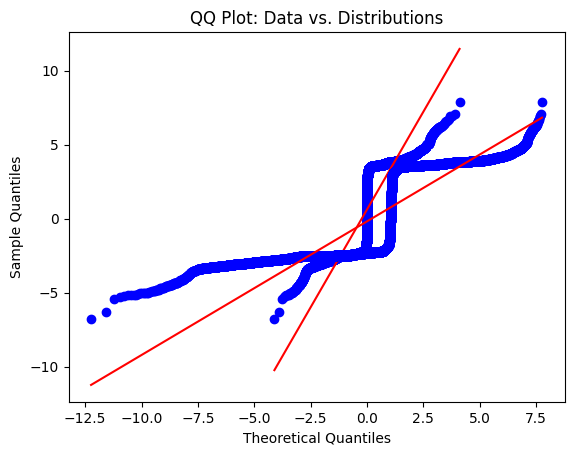 QQ Plot: Data vs. Distributions
Sample Quantiles
10
5
0
−5
−10
−12.5 −10.0 −7.5 −5.0 −2.5 0.0 2.5 5.0 7.5
Theoretical Quantiles